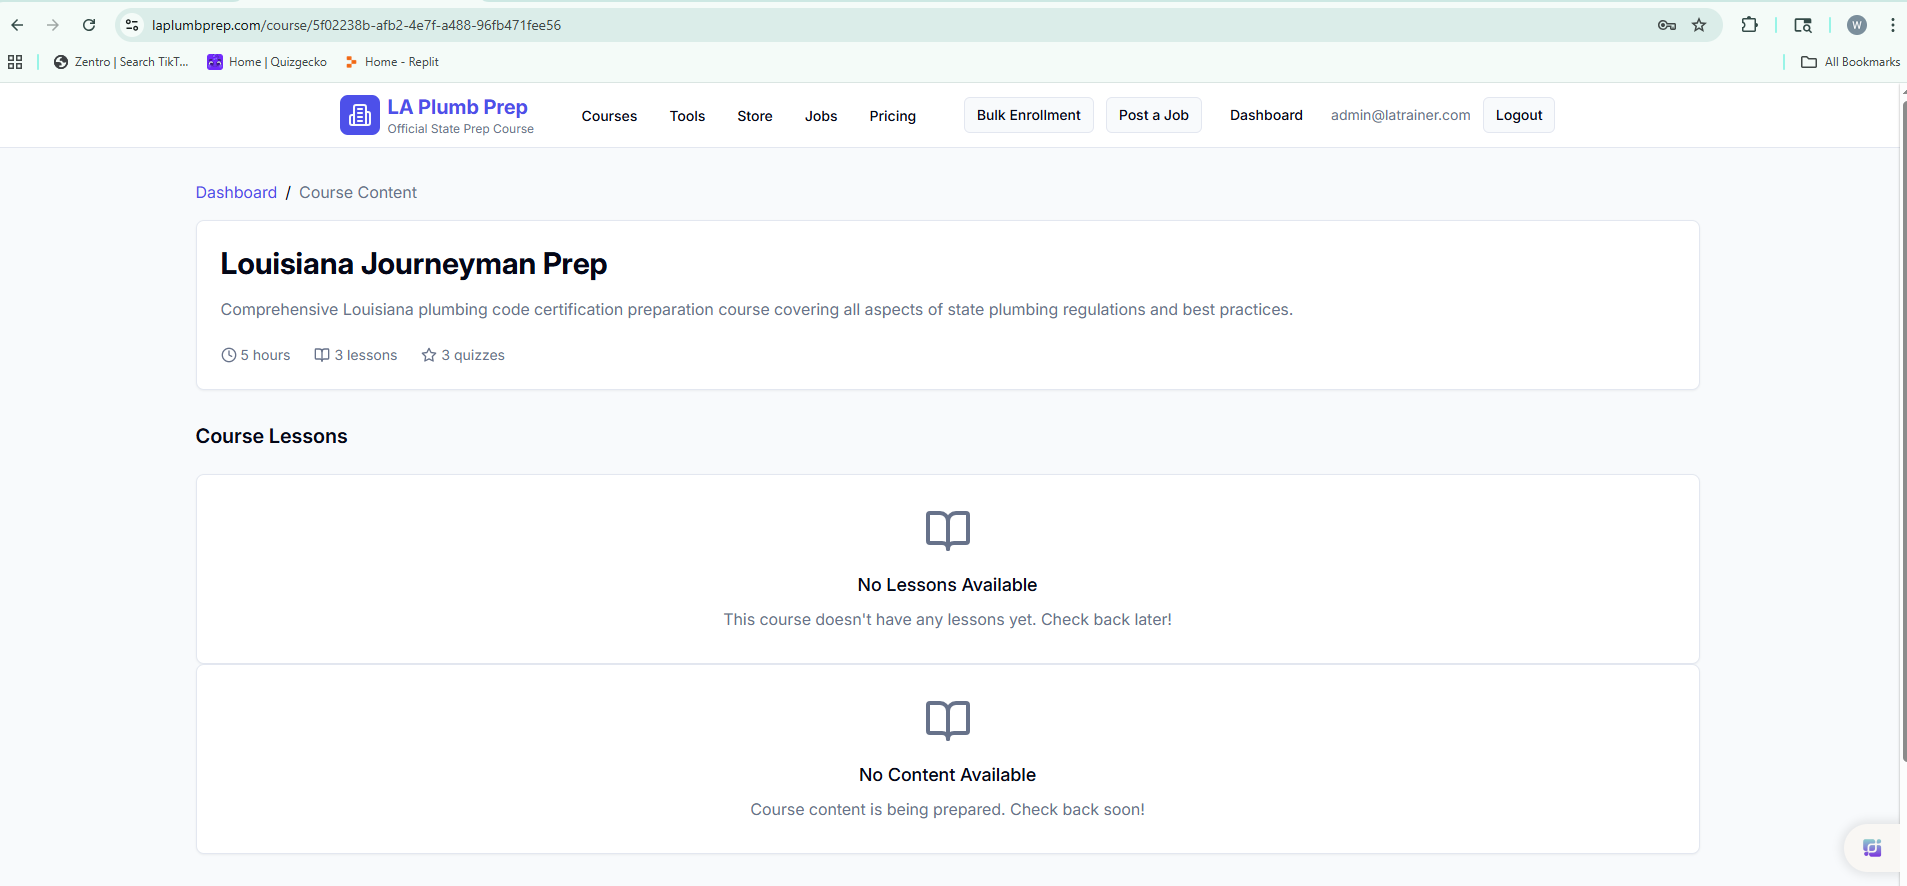 laplumbprep.com/course/5f02238b-afb2-4e7f-a488-96fb471fee56
W
Zentro | Search TikT...
Home | Quizgecko
Home - Replit
All Bookmarks
LA Plumb Prep
Official State Prep Course
Courses
Tools
Store
Jobs
Pricing
Bulk Enrollment
Post a Job
Dashboard
admin@latrainer.com
Logout
Dashboard / Course Content
Louisiana Journeyman Prep
Comprehensive Louisiana plumbing code certification preparation course covering all aspects of state plumbing regulations and best practices.
5 hours
3 lessons
3 quizzes
Course Lessons
No Lessons Available
This course doesn't have any lessons yet. Check back later!
No Content Available
Course content is being prepared. Check back soon!